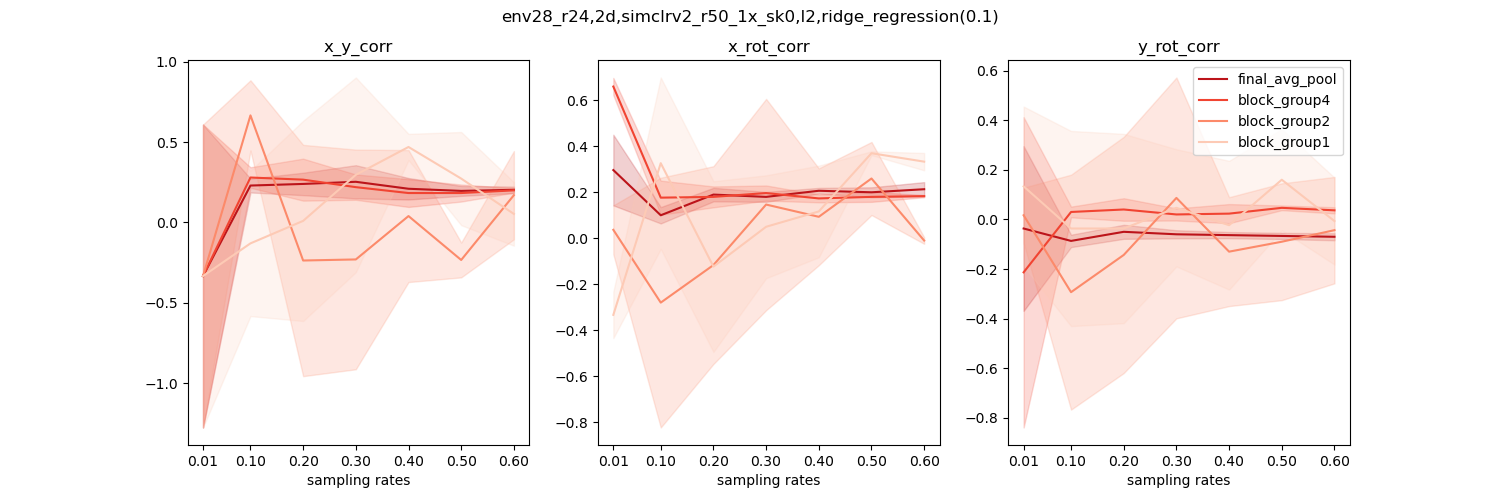 env28_r24,2d,simclrv2_r50_1x_sk0,l2,ridge_regression(0.1)
x_y_corr
1.0
0.5
0.0
−0.5
−1.0
0.01 0.10 0.20 0.30 0.40 0.50 0.60
sampling rates
x_rot_corr
0.6
0.4
0.2
0.0
−0.2
−0.4
−0.6
−0.8
0.01 0.10 0.20 0.30 0.40 0.50 0.60
sampling rates
y_rot_corr
0.6
0.4
0.2
0.0
−0.2
−0.4
−0.6
−0.8
0.01 0.10 0.20 0.30 0.40 0.50 0.60
sampling rates
final_avg_pool
block_group4
block_group2
block_group1